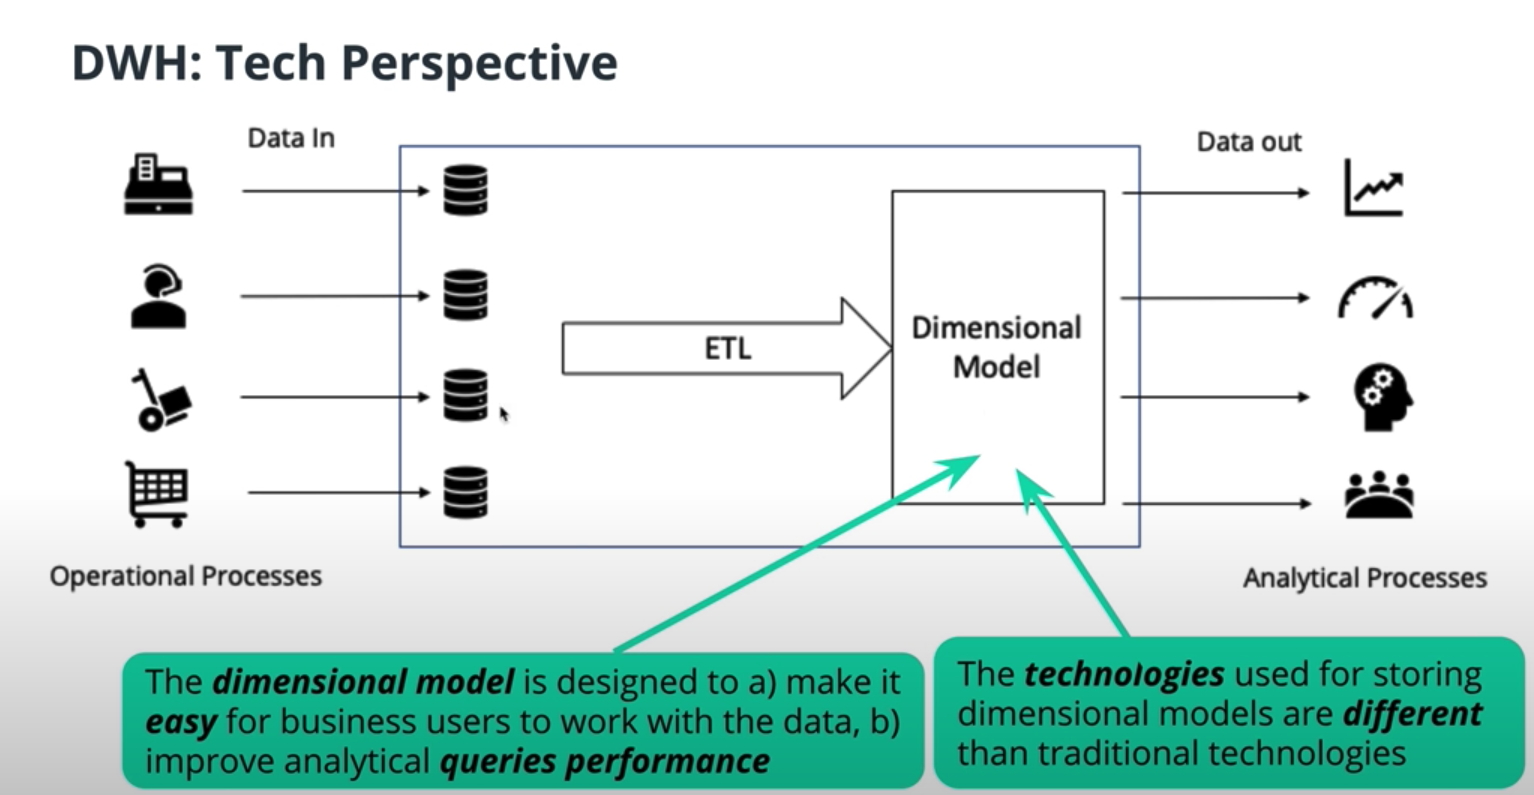 DWH: Tech Perspective
Data In
Data out
ETL
Dimensional
Model
Operational Processes
Analytical Processes
The dimensional model is designed to a) make it
easy for business users to work with the data, b)
improve analytical queries performance
The technologies used for storing
dimensional models are different
than traditional technologies